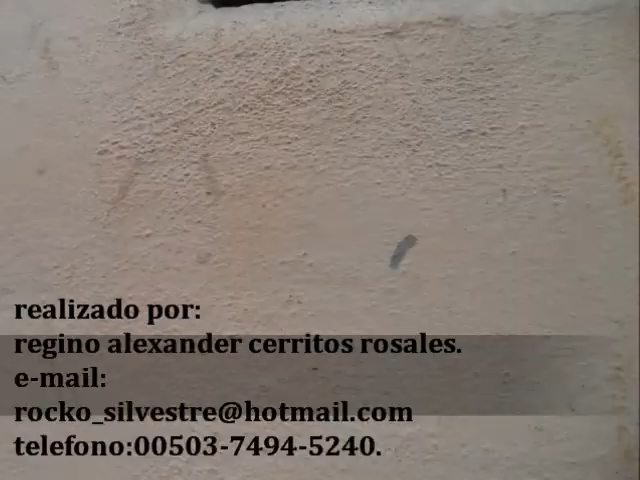 realizado por:
regino alexander cerritos rosales.
e-mail:
rocko_silvestre@hotmail.com
telefono:00503-7494-5240.